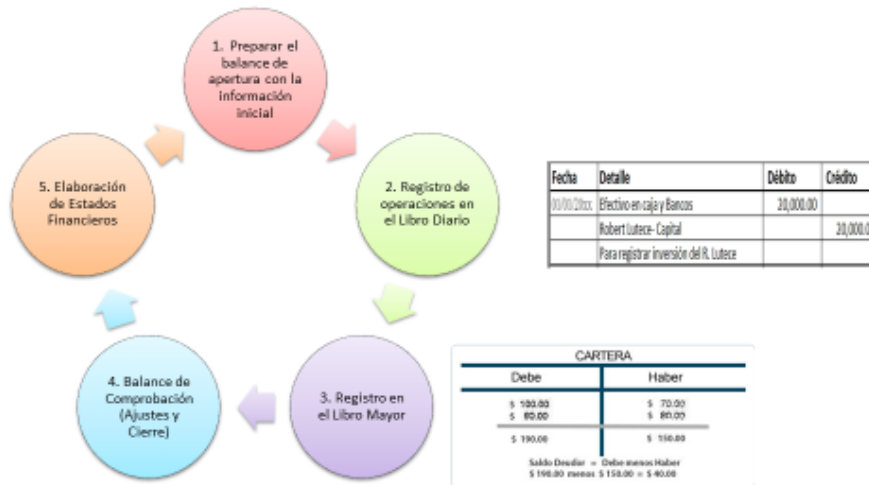 1. Preparar el
balance de
apertura con la
información
inicial
2. Registro de
operaciones en
el Libro Diario
3. Registro en
el Libro Mayor
4. Balance de
Comprobación
(Ajustes y
Cierre)
5. Elaboración
de Estados
Financieros
Fecha Detalle Débito Crédito
Efectivo en caja y Bancos 20,000.00
Robert Lutece- Capital 20,000.0
Para registrar inversión del R. Lutece
CARTERA
Debe Haber
$ 100.00 $ 70.00
$ 80.00
$ 190.00 $ 150.00
Saldo Deudor = Debe menos Haber
$ 190.00 menos $ 150.00 = $ 40.00